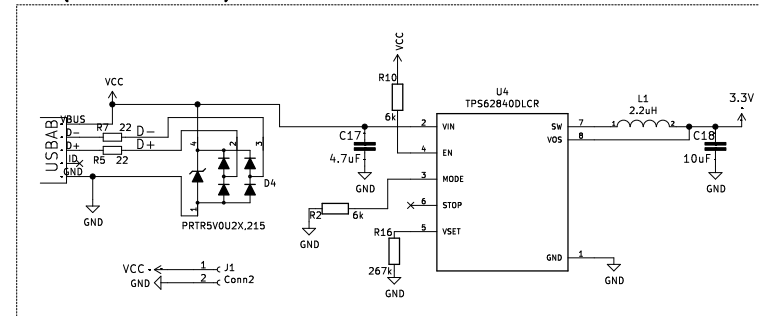 VCC
VCC
VBUS
D-
D+
ID
GND
USBAB
R7 22 D-
R5 22 D+
4
2
3
1
D4
PRTR5V0U2X,215
GND
VCC 1 J1
GND 2 Conn2
R10
6k
C17
4.7uF
GND
R2 6k
GND
R16
267k
GND
U4
TPS62840DLCR
2 VIN
4 EN
3 MODE
6 STOP
5 VSET
SW 7
VOS 8
GND 1
GND
L1
2.2uH
1 2
3.3V
C18
10uF
GND